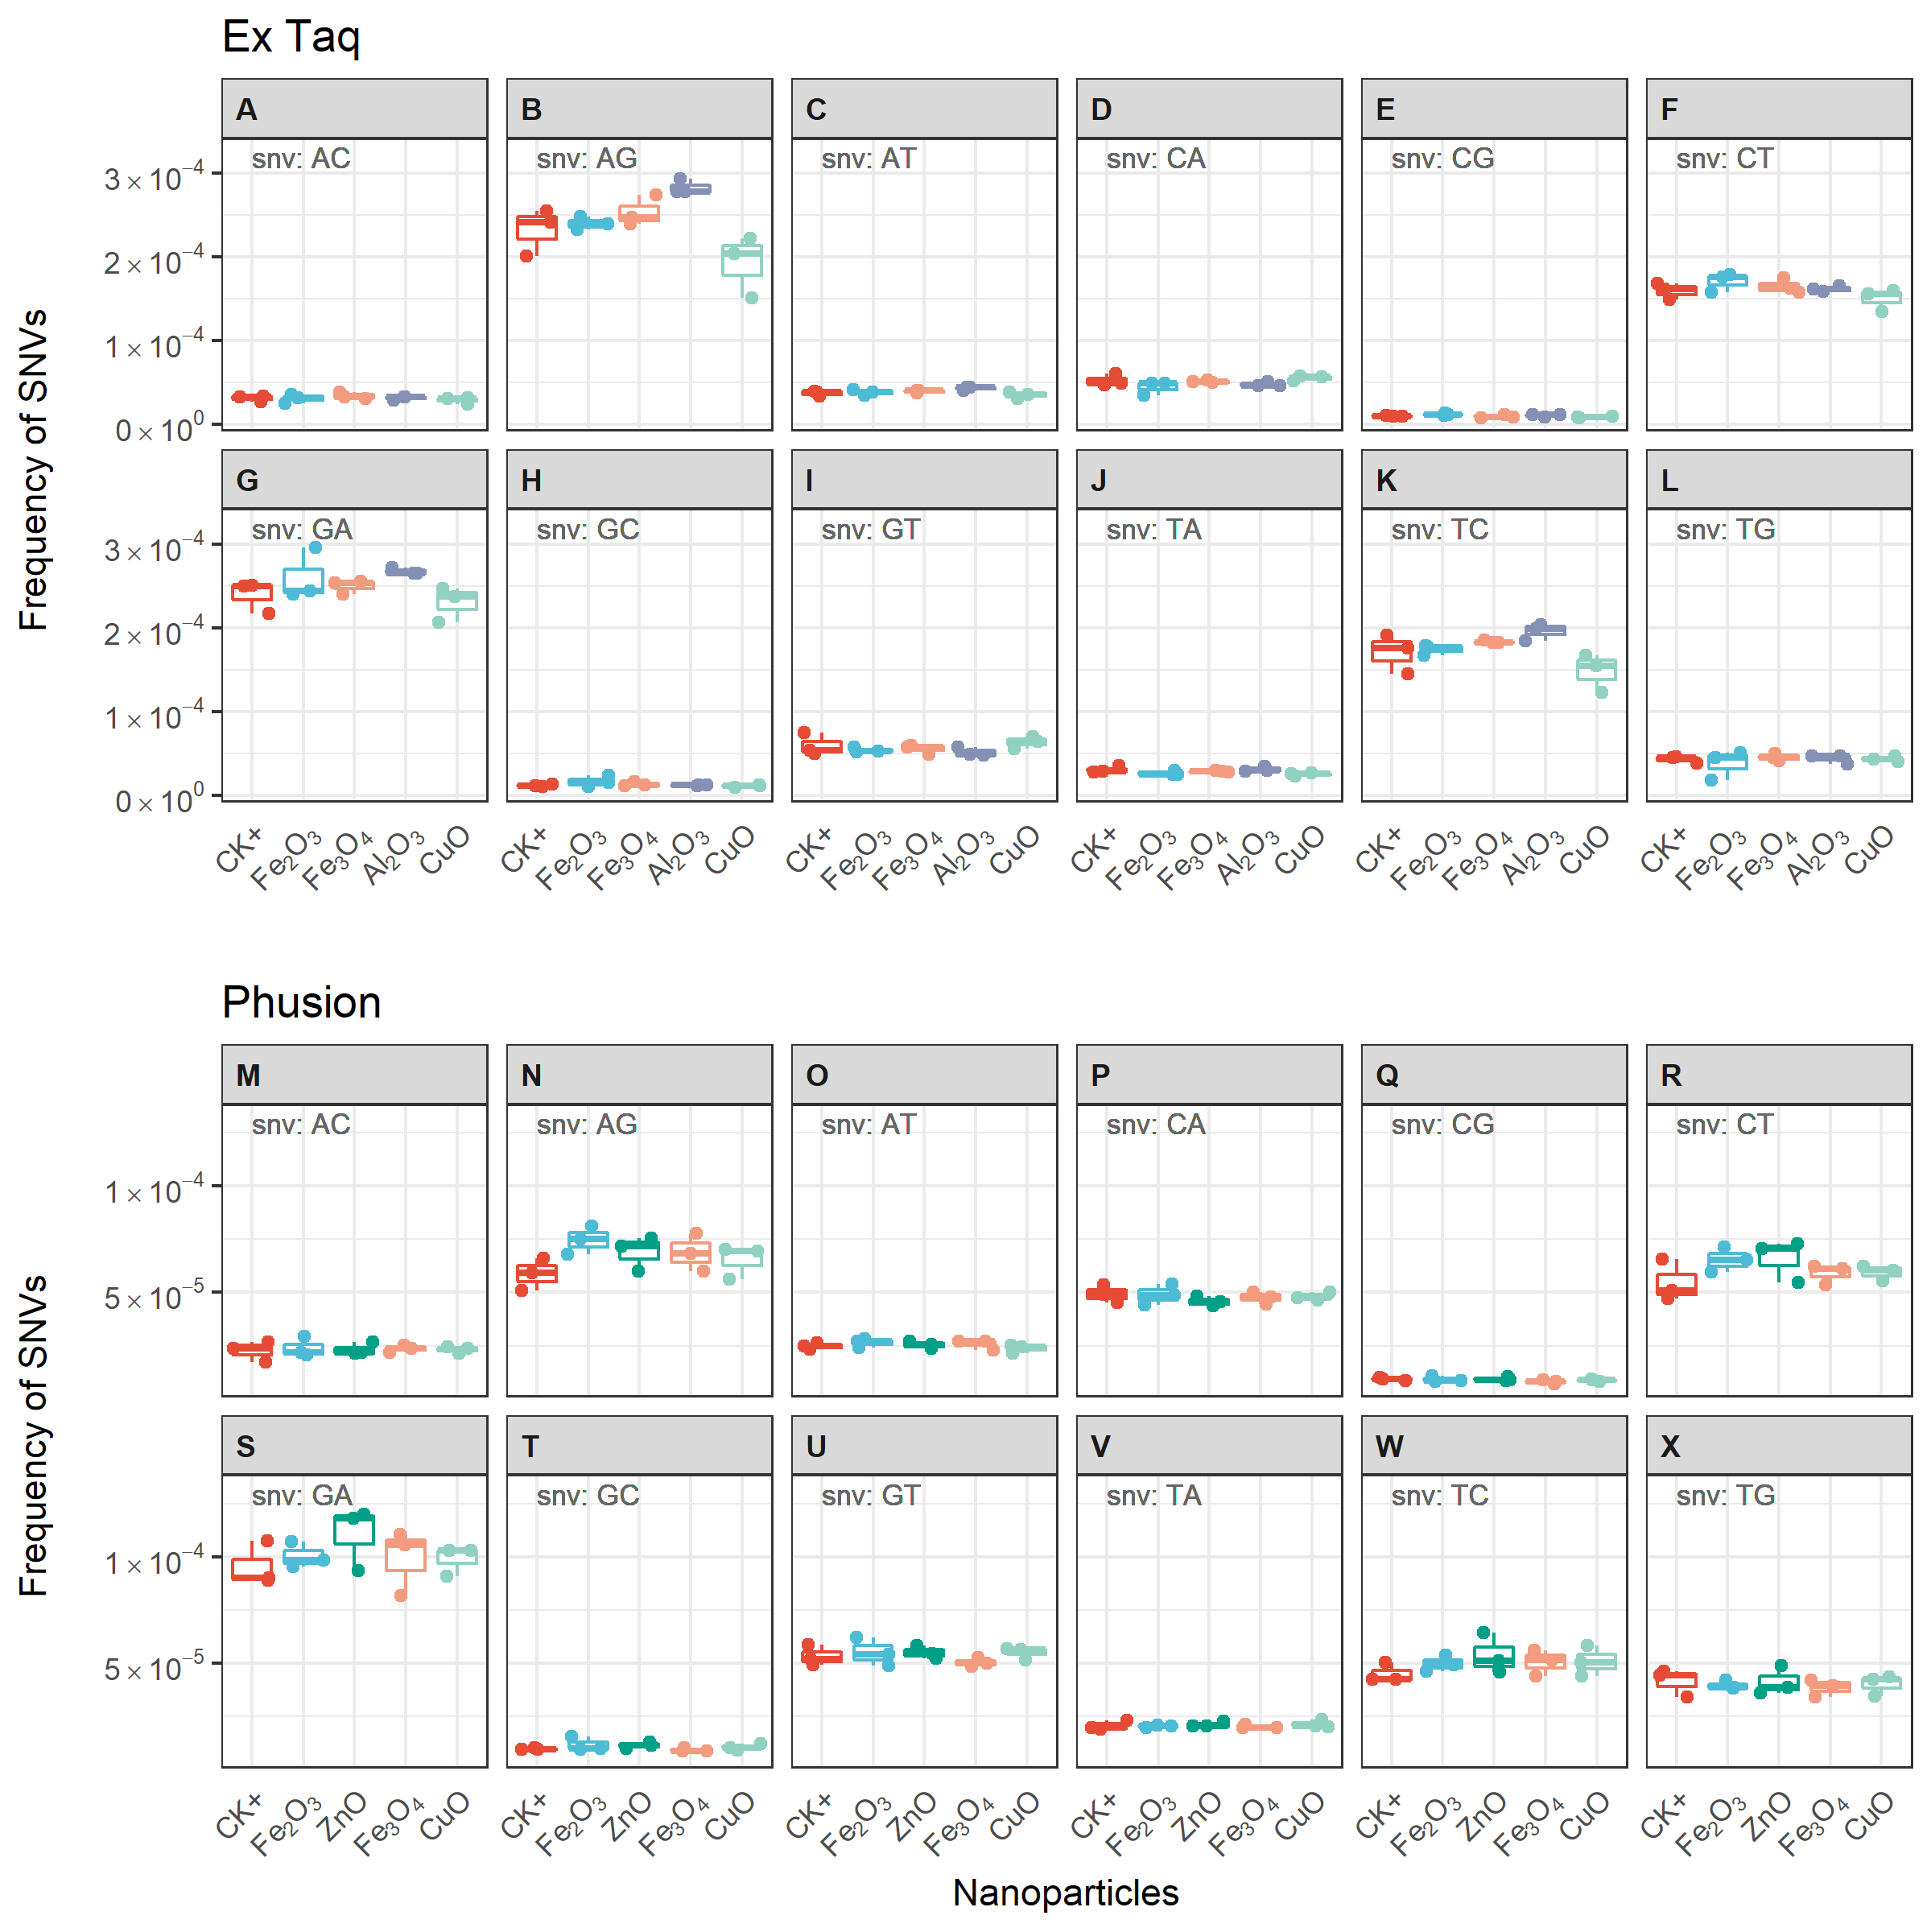 Ex Taq
A B C D E F
snv: AC snv: AG snv: AT snv: CA snv: CG snv: CT
3 × 10⁻⁴
2 × 10⁻⁴
1 × 10⁻⁴
0 × 10⁰
G H I J K L
snv: GA snv: GC snv: GT snv: TA snv: TC snv: TG
3 × 10⁻⁴
2 × 10⁻⁴
1 × 10⁻⁴
0 × 10⁰
Frequency of SNVs
CK+ Fe₂O₃ Fe₃O₄ Al₂O₃ CuO CK+ Fe₂O₃ Fe₃O₄ Al₂O₃ CuO CK+ Fe₂O₃ Fe₃O₄ Al₂O₃ CuO CK+ Fe₂O₃ Fe₃O₄ Al₂O₃ CuO CK+ Fe₂O₃ Fe₃O₄ Al₂O₃ CuO CK+ Fe₂O₃ Fe₃O₄ Al₂O₃ CuO
Phusion
M N O P Q R
snv: AC snv: AG snv: AT snv: CA snv: CG snv: CT
1 × 10⁻⁴
5 × 10⁻⁵
S T U V W X
snv: GA snv: GC snv: GT snv: TA snv: TC snv: TG
1 × 10⁻⁴
5 × 10⁻⁵
Frequency of SNVs
CK+ Fe₂O₃ ZnO Fe₃O₄ CuO CK+ Fe₂O₃ ZnO Fe₃O₄ CuO CK+ Fe₂O₃ ZnO Fe₃O₄ CuO CK+ Fe₂O₃ ZnO Fe₃O₄ CuO CK+ Fe₂O₃ ZnO Fe₃O₄ CuO CK+ Fe₂O₃ ZnO Fe₃O₄ CuO
Nanoparticles